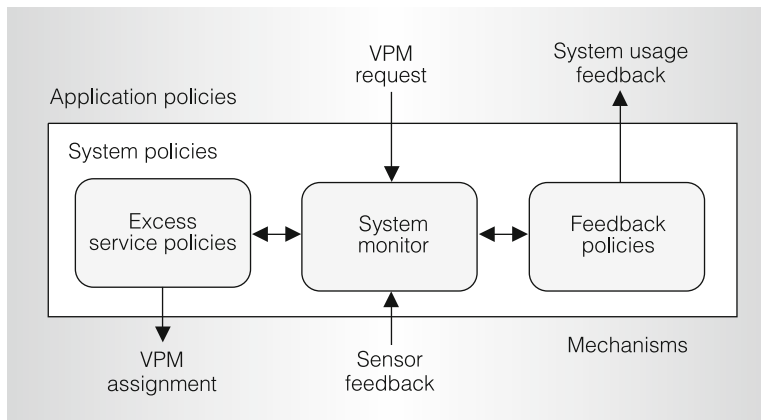 VPM
request
System usage
feedback
Application policies
System policies
Excess
service policies
System
monitor
Feedback
policies
VPM
assignment
Sensor
feedback
Mechanisms